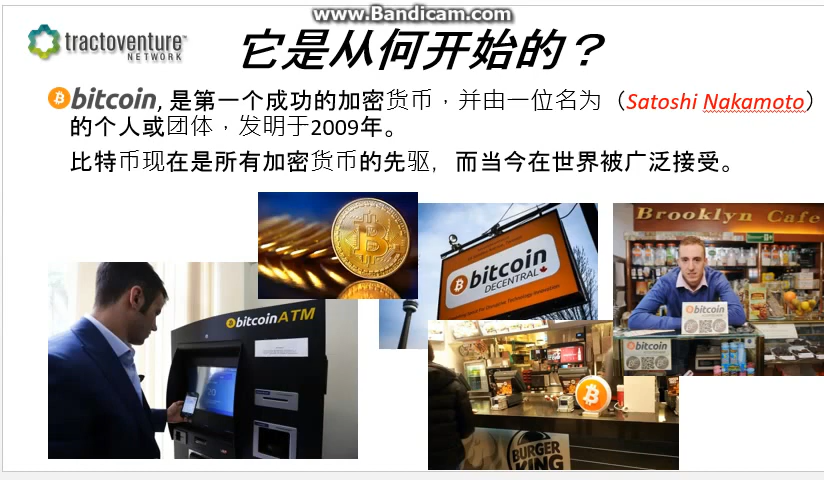 www.Bandicam.com
tractoventure™
NETWORK
它是从何开始的？
bitcoin, 是第一个成功的加密货币，并由一位名为（Satoshi Nakamoto）
的个人或团体，发明于2009年。
比特币现在是所有加密货币的先驱，而当今在世界被广泛接受。
bitcoin
DECENTRAL
Brooklyn Cafe
bitcoin ATM
bitcoin
bitcoin
BURGER
KING